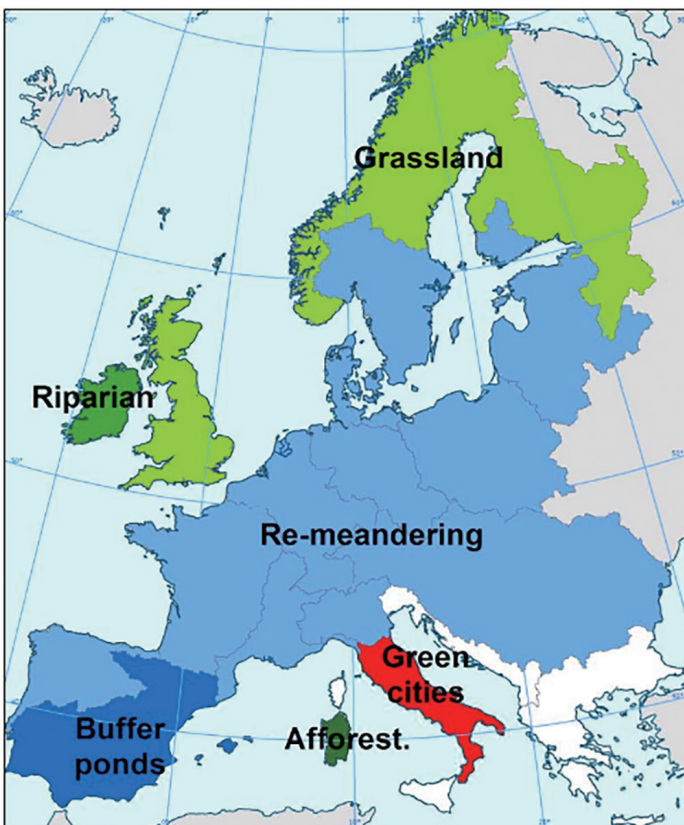 Grassland
Riparian
Re-meandering
Green
cities
Buffer
ponds
Afforest.